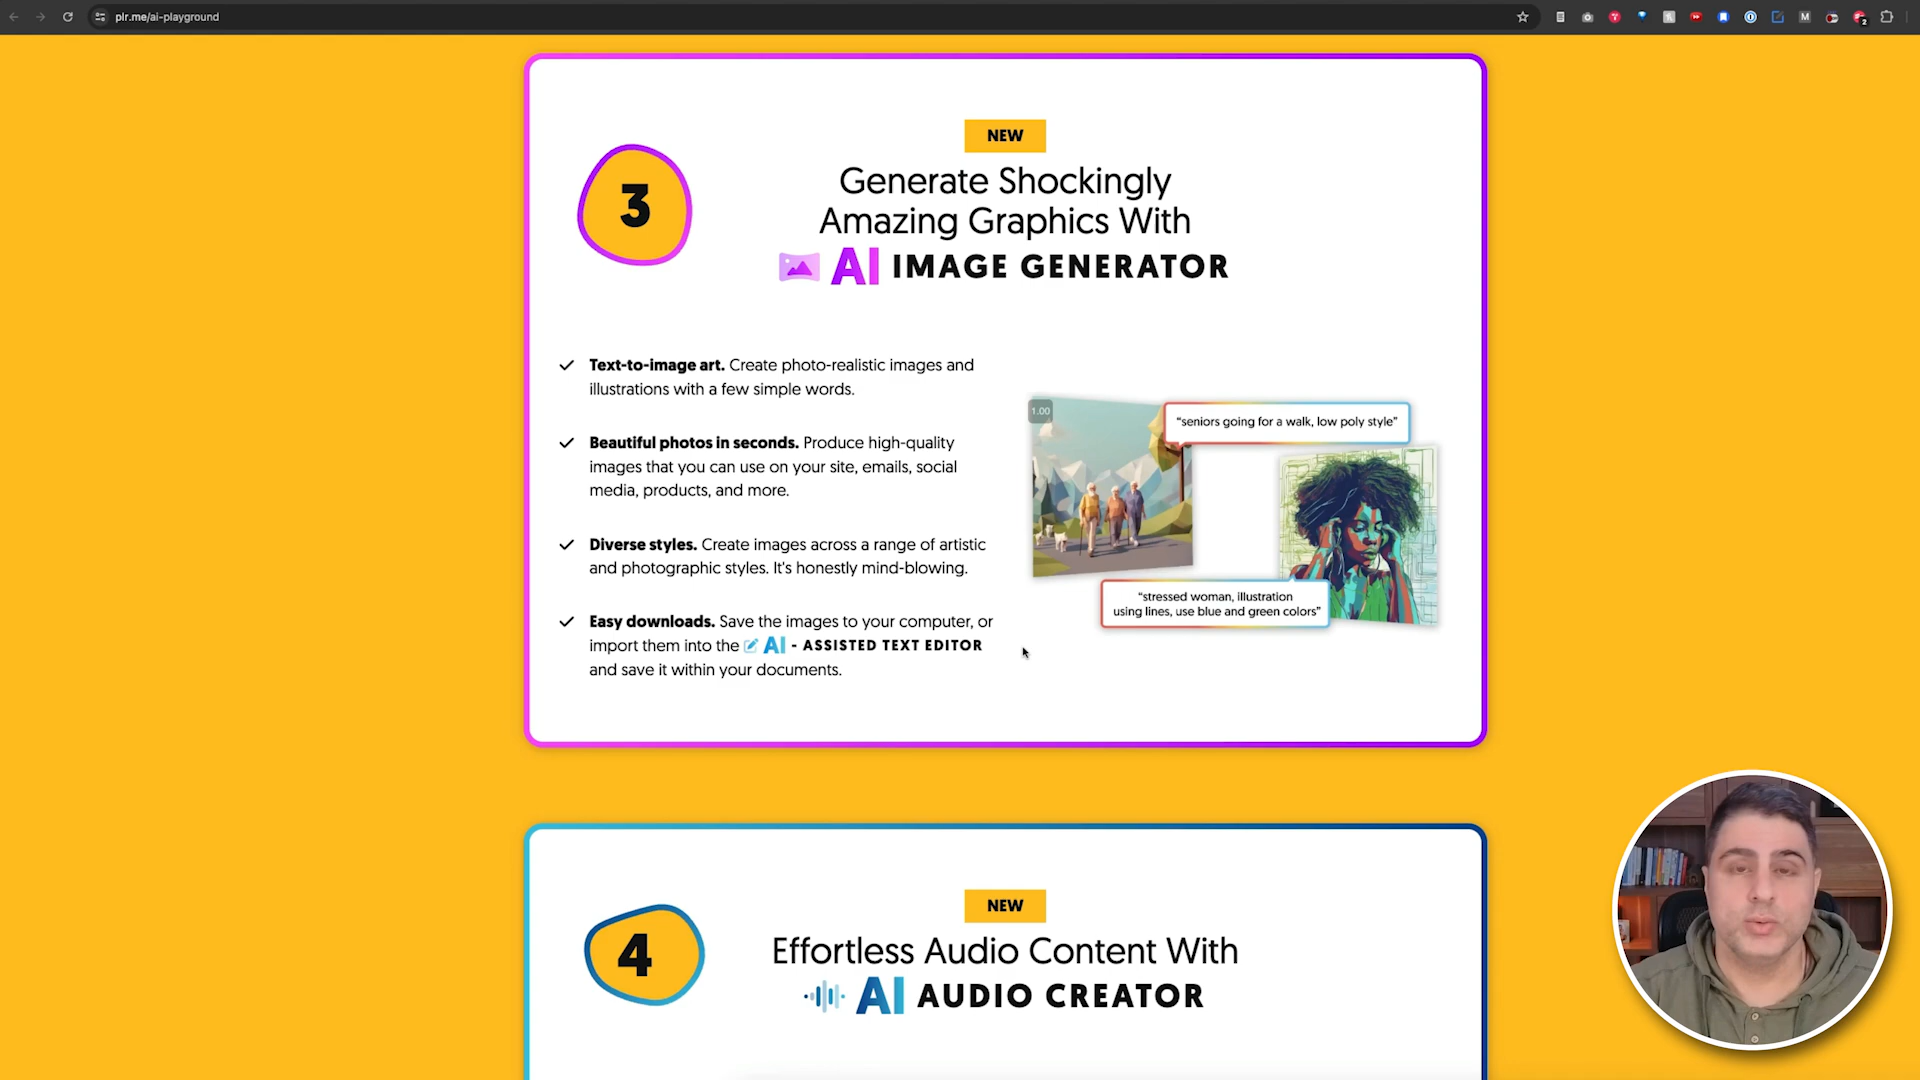 plr.me/ai-playground
NEW
3
Generate Shockingly
Amazing Graphics With
AI IMAGE GENERATOR
Text-to-image art. Create photo-realistic images and
illustrations with a few simple words.
Beautiful photos in seconds. Produce high-quality
images that you can use on your site, emails, social
media, products, and more.
Diverse styles. Create images across a range of artistic
and photographic styles. It's honestly mind-blowing.
Easy downloads. Save the images to your computer, or
import them into the AI - ASSISTED TEXT EDITOR
and save it within your documents.
1.00
“seniors going for a walk, low poly style”
“stressed woman, illustration
using lines, use blue and green colors”
NEW
4
Effortless Audio Content With
AI AUDIO CREATOR